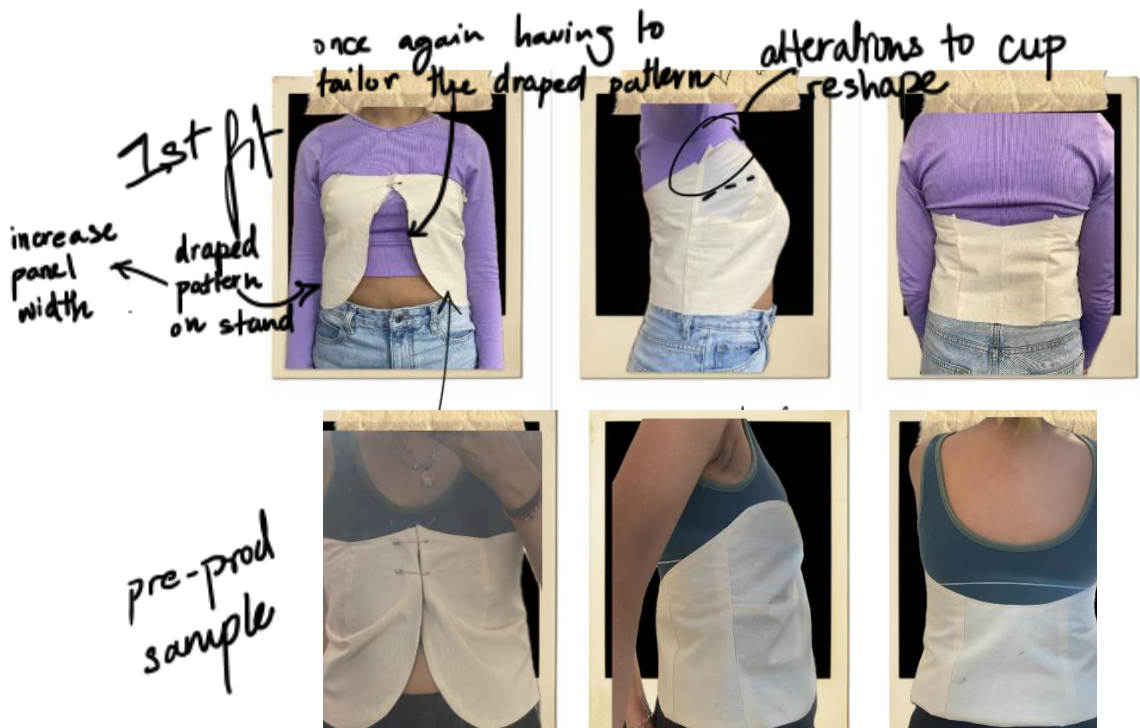 once again having to
tailor the draped pattern
alterations to cup
reshape
1st fit
increase
panel
width
draped
pattern
on stand
pre-prod
sample